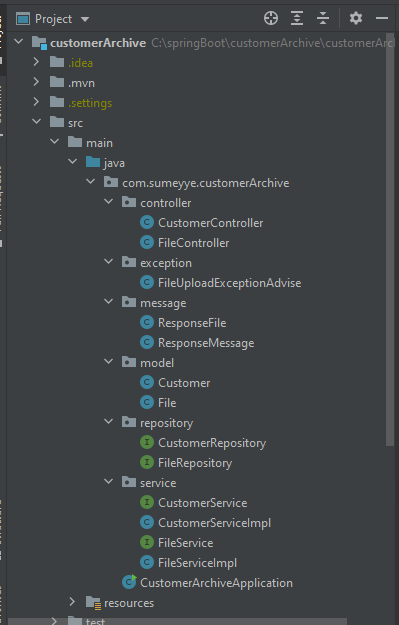 Project
customerArchive C:\springBoot\customerArchive\customerArc
.idea
.mvn
.settings
src
main
java
com.sumeyye.customerArchive
controller
CustomerController
FileController
exception
FileUploadExceptionAdvise
message
ResponseFile
ResponseMessage
model
Customer
File
repository
CustomerRepository
FileRepository
service
CustomerService
CustomerServiceImpl
FileService
FileServiceImpl
CustomerArchiveApplication
resources
test